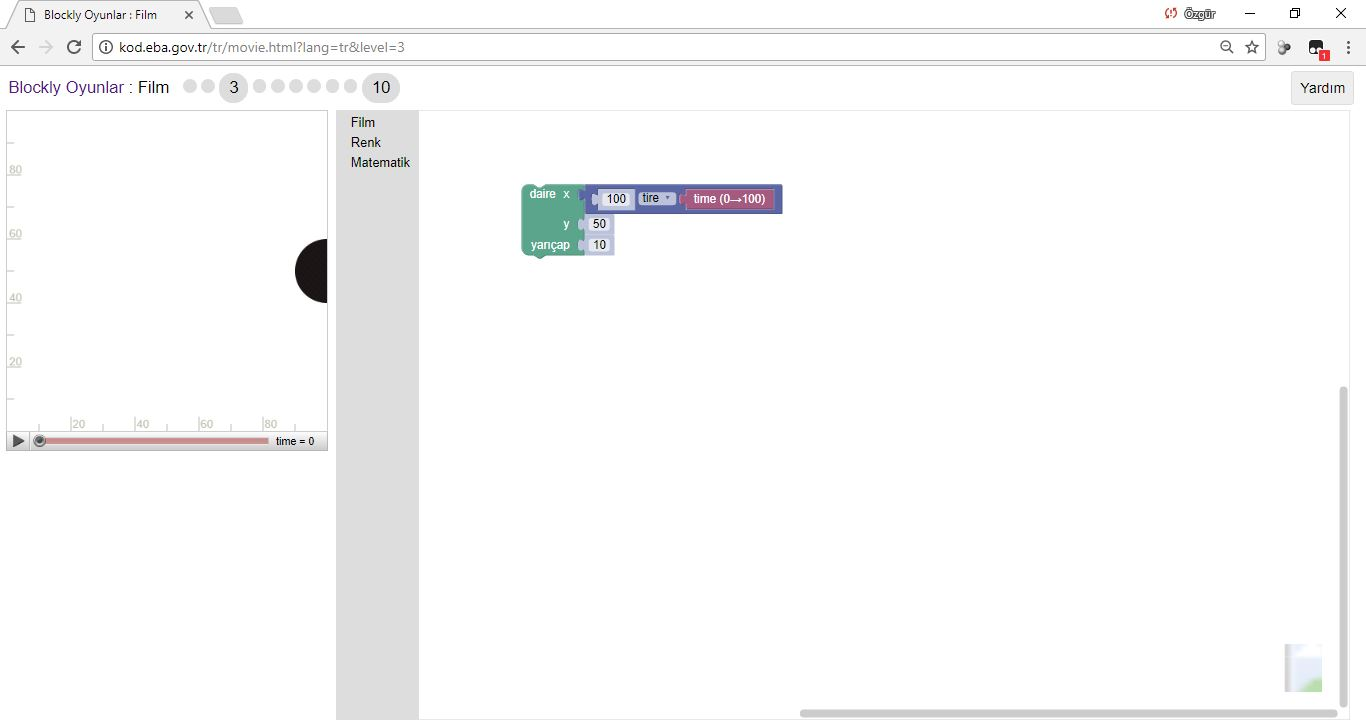 Blockly Oyunlar : Film
Özgür
kod.eba.gov.tr/tr/movie.html?lang=tr&level=3
1
Blockly Oyunlar : Film 3 10
Yardım
Film
Renk
Matematik
daire x 100 tire time (0→100)
y 50
yarıçap 10
80
60
40
20
20 40 60 80
time = 0